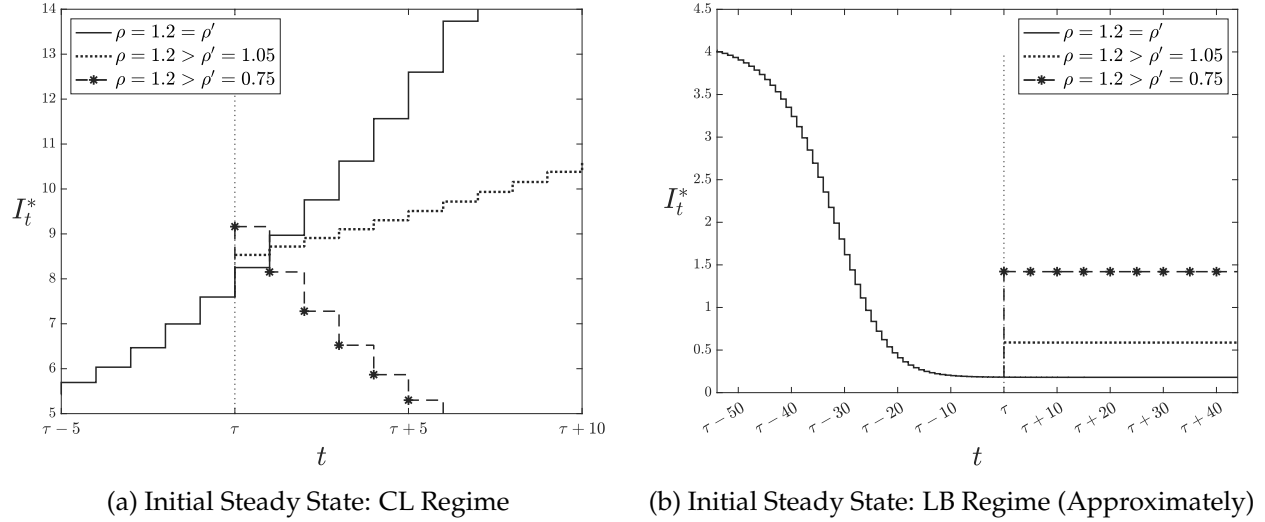 14
13
12
11
10
9
8
7
6
5
I*t
ρ = 1.2 = ρ′
ρ = 1.2 > ρ′ = 1.05
ρ = 1.2 > ρ′ = 0.75
τ − 5
τ
τ + 5
τ + 10
t
(a) Initial Steady State: CL Regime
4.5
4
3.5
3
2.5
2
1.5
1
0.5
0
I*t
ρ = 1.2 = ρ′
ρ = 1.2 > ρ′ = 1.05
ρ = 1.2 > ρ′ = 0.75
τ − 50
τ − 40
τ − 30
τ − 20
τ − 10
τ
τ + 10
τ + 20
τ + 30
τ + 40
t
(b) Initial Steady State: LB Regime (Approximately)